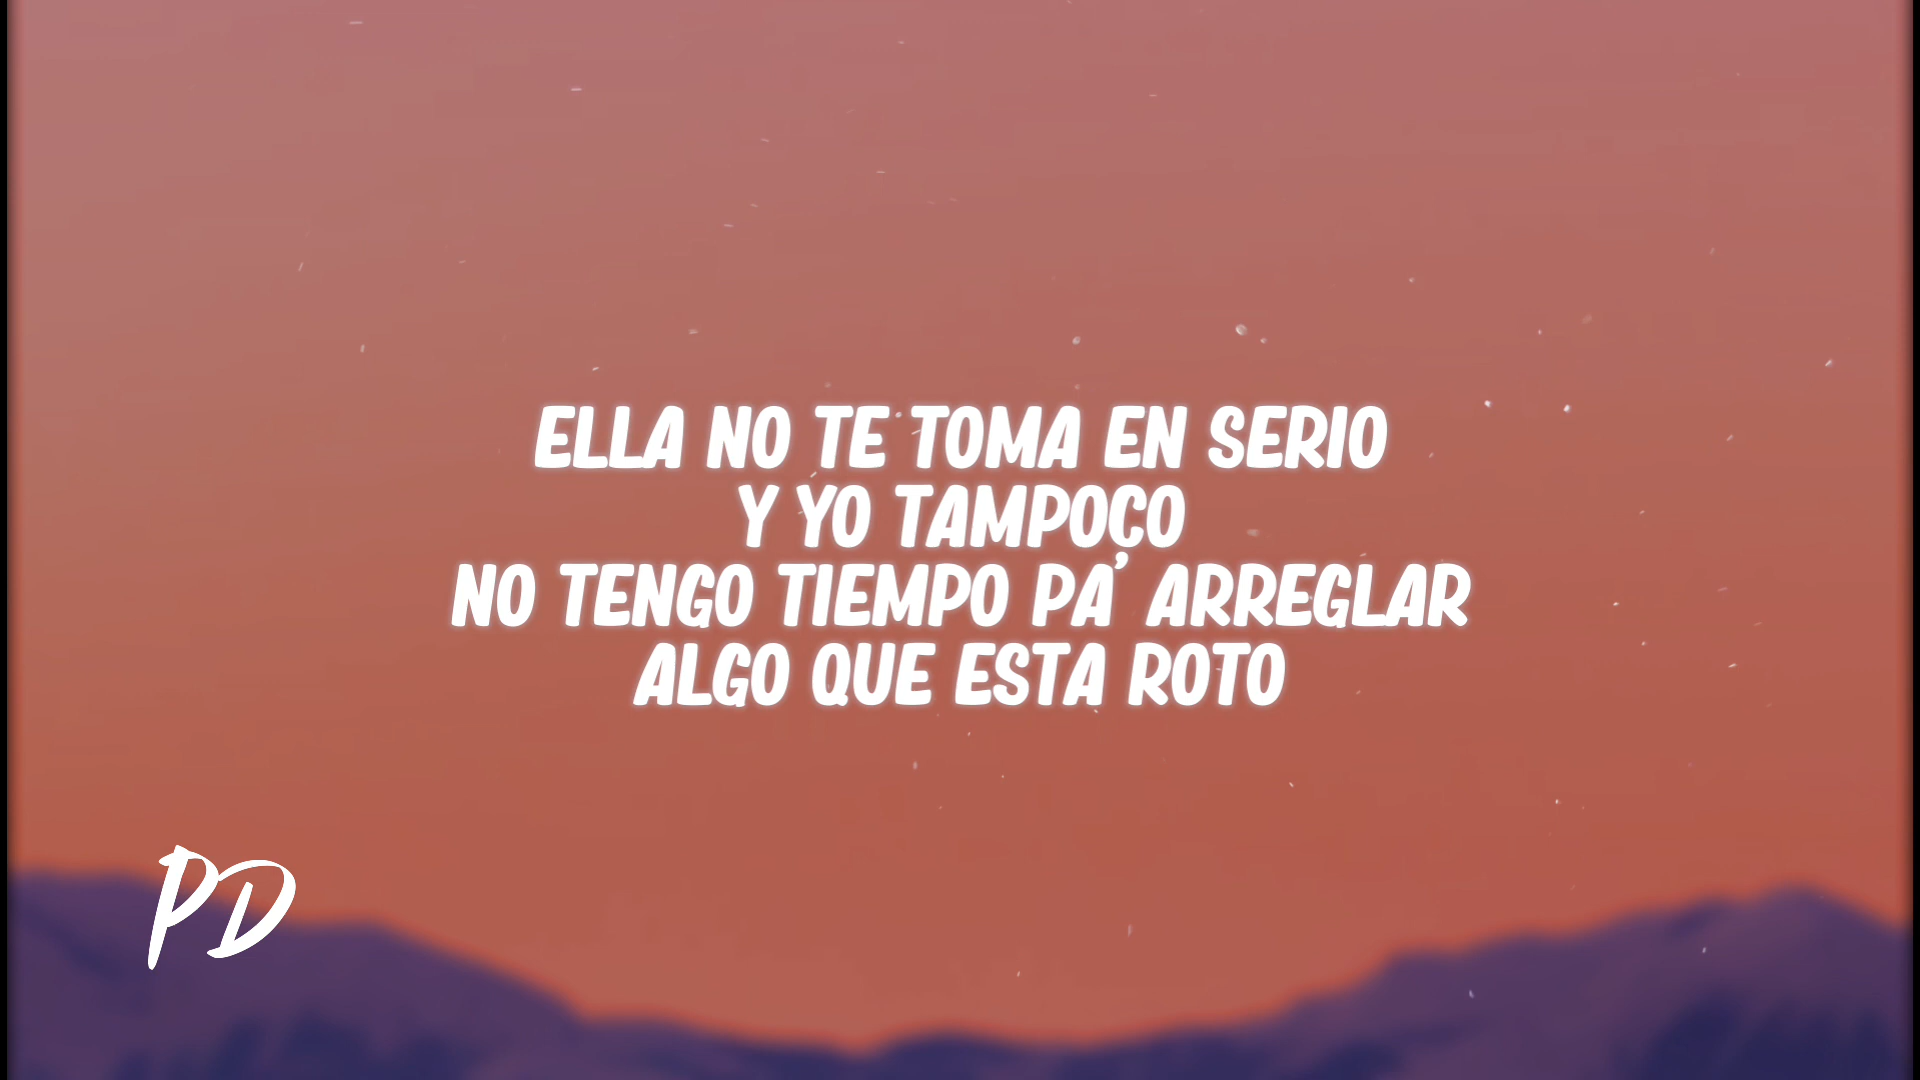 ELLA NO TE TOMA EN SERIO
Y YO TAMPOCO
NO TENGO TIEMPO PA' ARREGLAR
ALGO QUE ESTA ROTO
PD